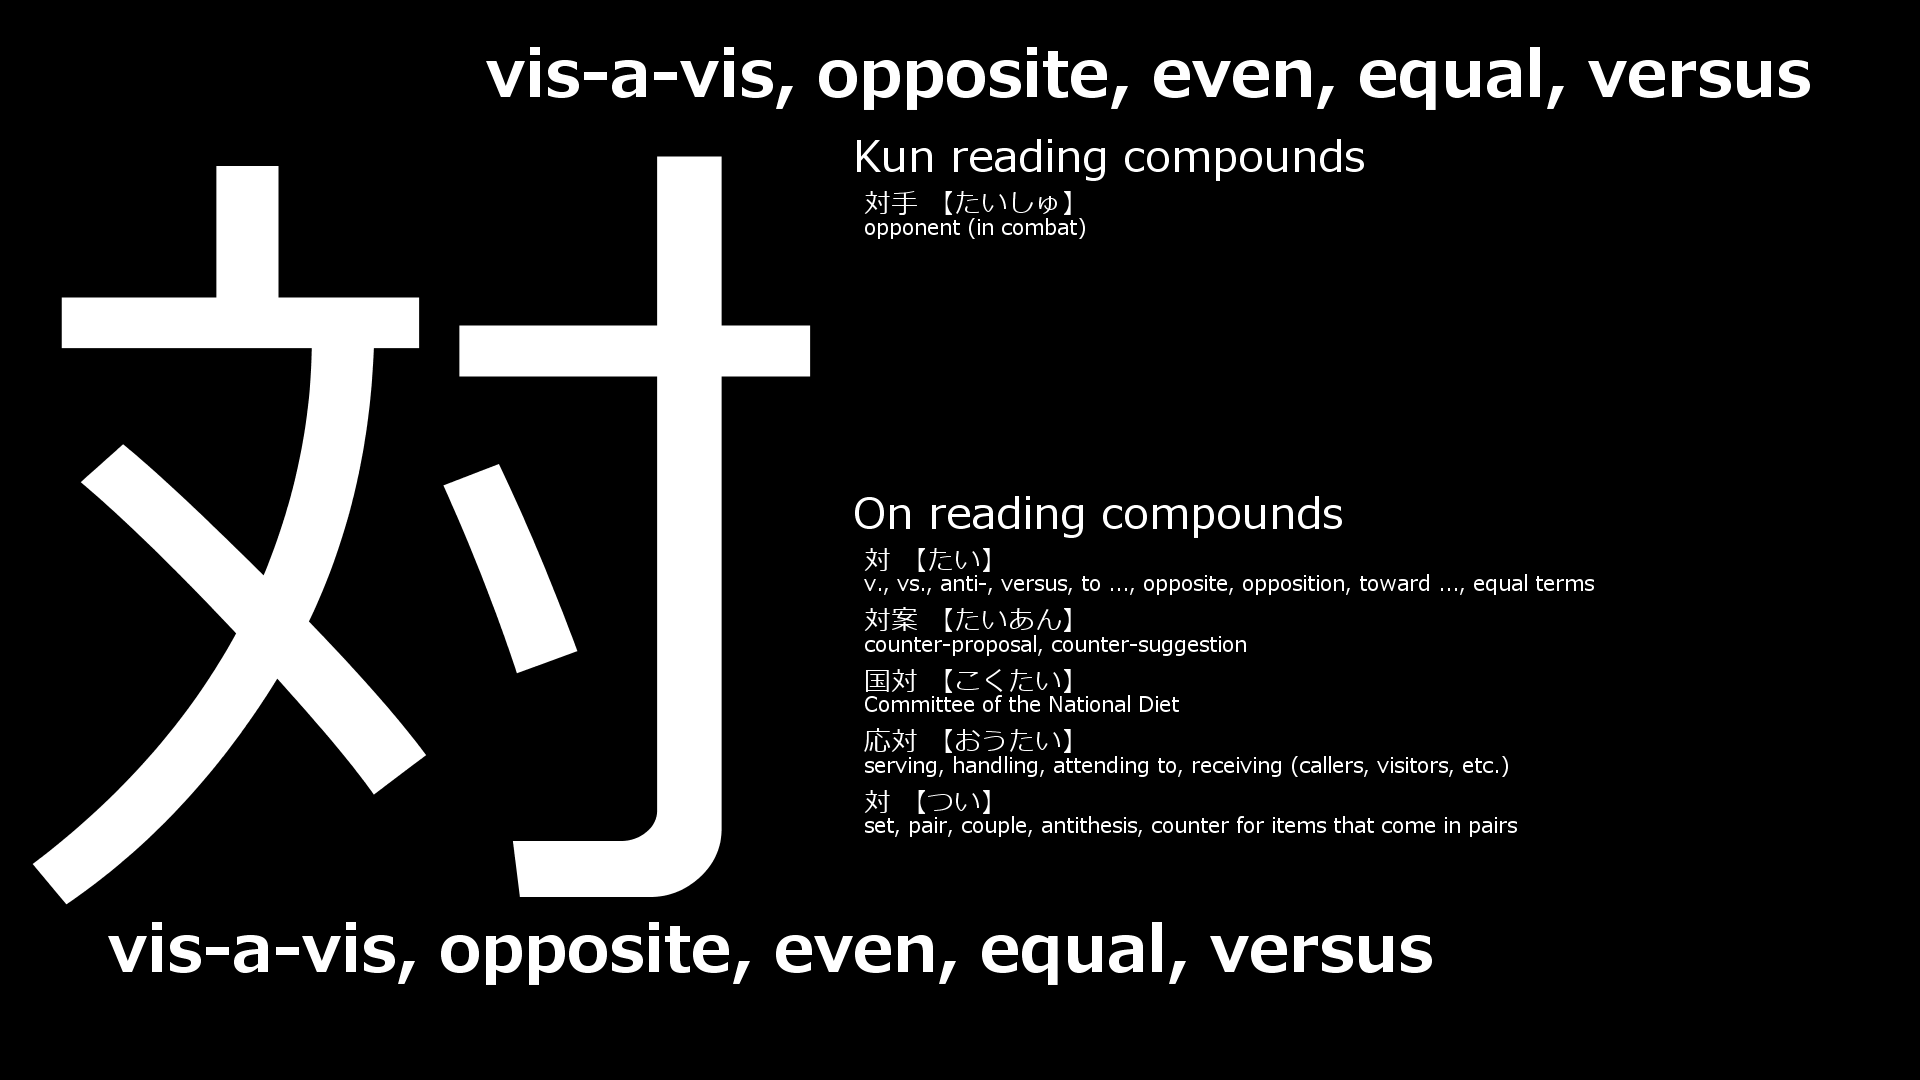 vis-a-vis, opposite, even, equal, versus
対
Kun reading compounds
対手 【たいしゅ】
opponent (in combat)
On reading compounds
対 【たい】
v., vs., anti-, versus, to ..., opposite, opposition, toward ..., equal terms
対案 【たいあん】
counter-proposal, counter-suggestion
国対 【こくたい】
Committee of the National Diet
応対 【おうたい】
serving, handling, attending to, receiving (callers, visitors, etc.)
対 【つい】
set, pair, couple, antithesis, counter for items that come in pairs
vis-a-vis, opposite, even, equal, versus